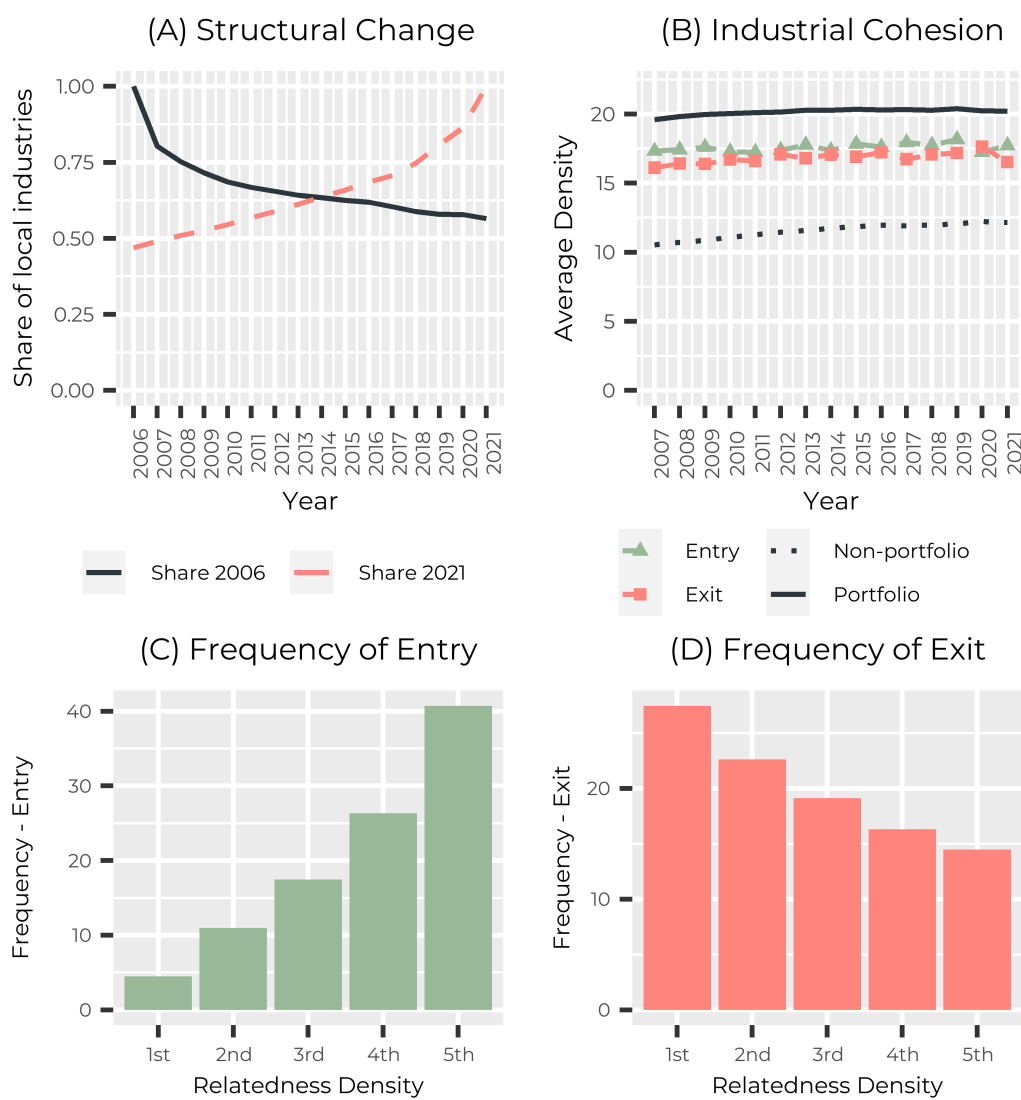 (A) Structural Change
Share of local industries
1.00
0.75
0.50
0.25
0.00
2006
2007
2008
2009
2010
2011
2012
2013
2014
2015
2016
2017
2018
2019
2020
2021
Year
Share 2006
Share 2021
(B) Industrial Cohesion
Average Density
20
15
10
5
0
2007
2008
2009
2010
2011
2012
2013
2014
2015
2016
2017
2018
2019
2020
2021
Year
Entry
Non-portfolio
Exit
Portfolio
(C) Frequency of Entry
Frequency - Entry
40
30
20
10
0
1st
2nd
3rd
4th
5th
Relatedness Density
(D) Frequency of Exit
Frequency - Exit
20
10
0
1st
2nd
3rd
4th
5th
Relatedness Density